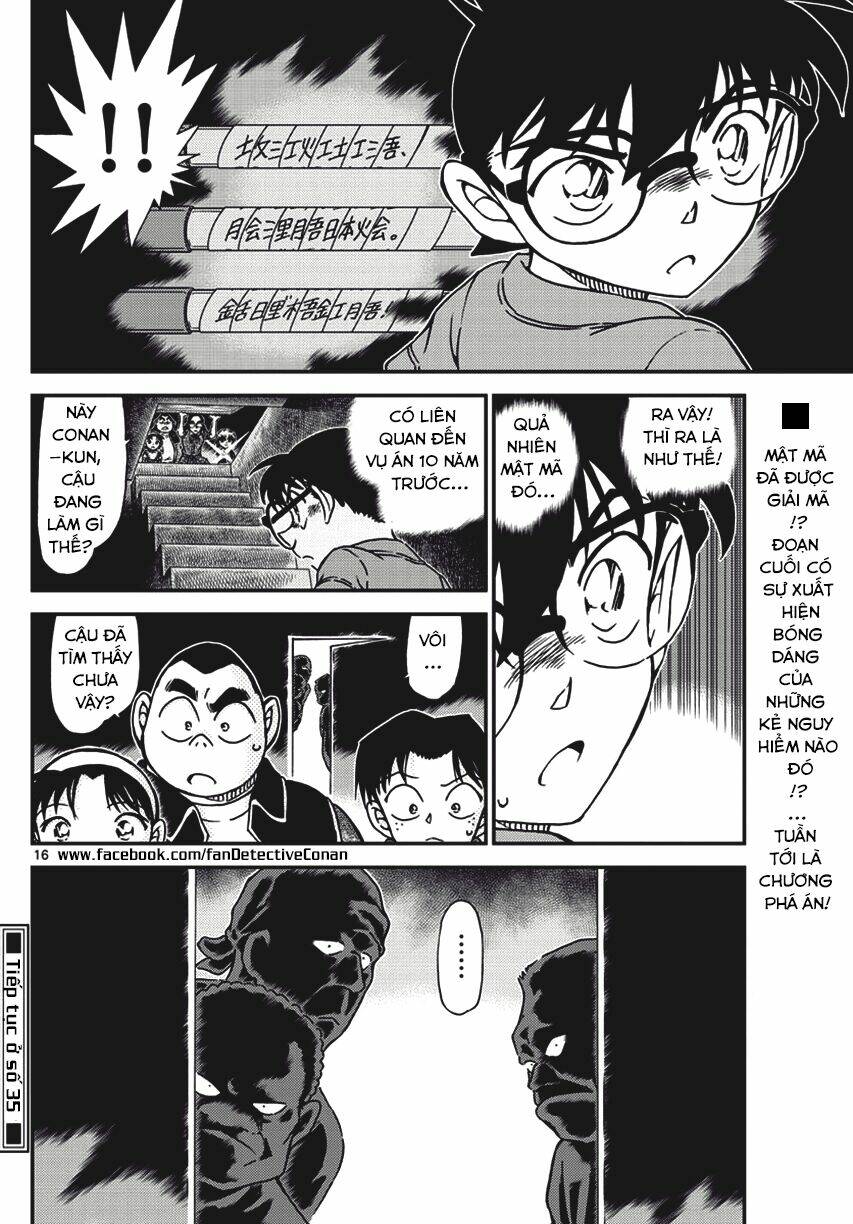 !!
RA VẬY!
THÌ RA LÀ
NHƯ THẾ!
QUẢ
NHIÊN
MẬT MÃ
ĐÓ...
CÓ LIÊN
QUAN ĐẾN
VỤ ÁN 10 NĂM
TRƯỚC...
NÀY
CONAN
-KUN,
CẬU
ĐANG
LÀM GÌ
THẾ?
VÔI
...
CẬU ĐÃ
TÌM THẤY
CHƯA
VẬY?
......
MẬT MÃ
ĐÃ ĐƯỢC
GIẢI MÃ
!?
ĐOẠN
CUỐI CÓ
SỰ XUẤT
HIỆN
BÓNG
DÁNG
CỦA
NHỮNG
KẺ NGUY
HIỂM NÀO
ĐÓ
!?
...
TUẦN
TỚI LÀ
CHƯƠNG
PHÁ ÁN!
16 www.facebook.com/fanDetectiveConan
Tiếp tục ở số 35